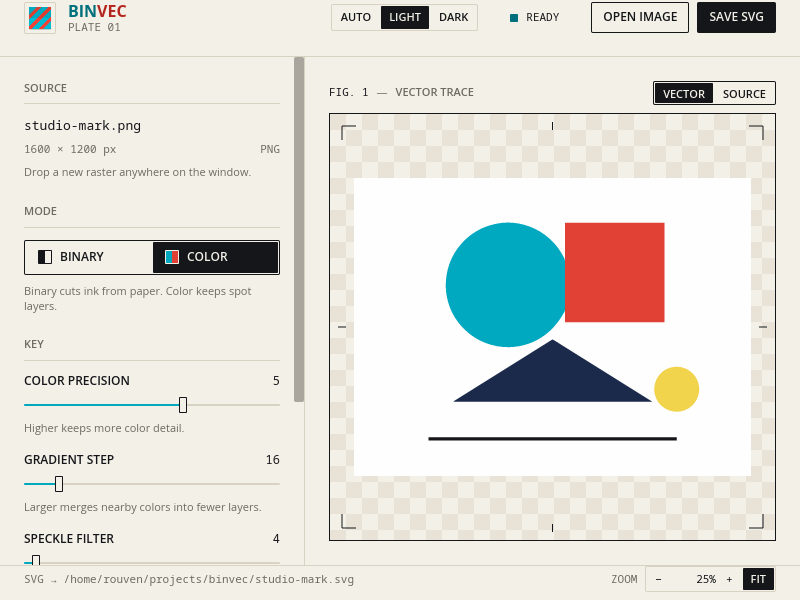 BINVEC
PLATE 01
AUTO LIGHT DARK
READY
OPEN IMAGE
SAVE SVG
SOURCE
studio-mark.png
1600 × 1200 px PNG
Drop a new raster anywhere on the window.
MODE
BINARY COLOR
Binary cuts ink from paper. Color keeps spot
layers.
KEY
COLOR PRECISION 5
Higher keeps more color detail.
GRADIENT STEP 16
Larger merges nearby colors into fewer layers.
SPECKLE FILTER 4
FIG. 1 — VECTOR TRACE
VECTOR SOURCE
SVG → /home/rouven/projects/binvec/studio-mark.svg
ZOOM − 25% + FIT